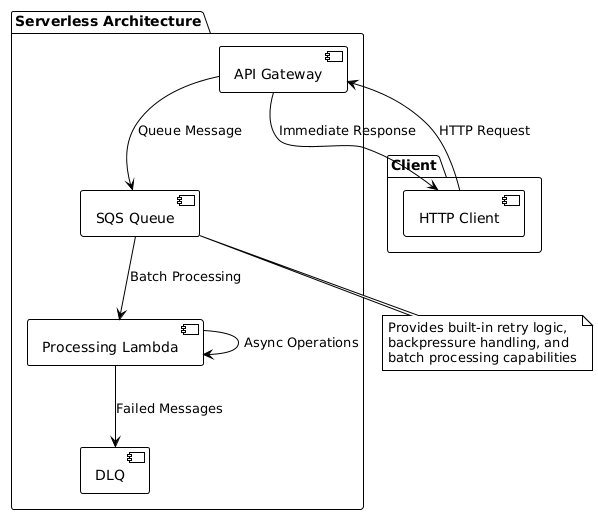 Serverless Architecture
API Gateway
Queue Message
Immediate Response
HTTP Request
Client
SQS Queue
HTTP Client
Batch Processing
Provides built-in retry logic,
backpressure handling, and
batch processing capabilities
Processing Lambda
Async Operations
Failed Messages
DLQ